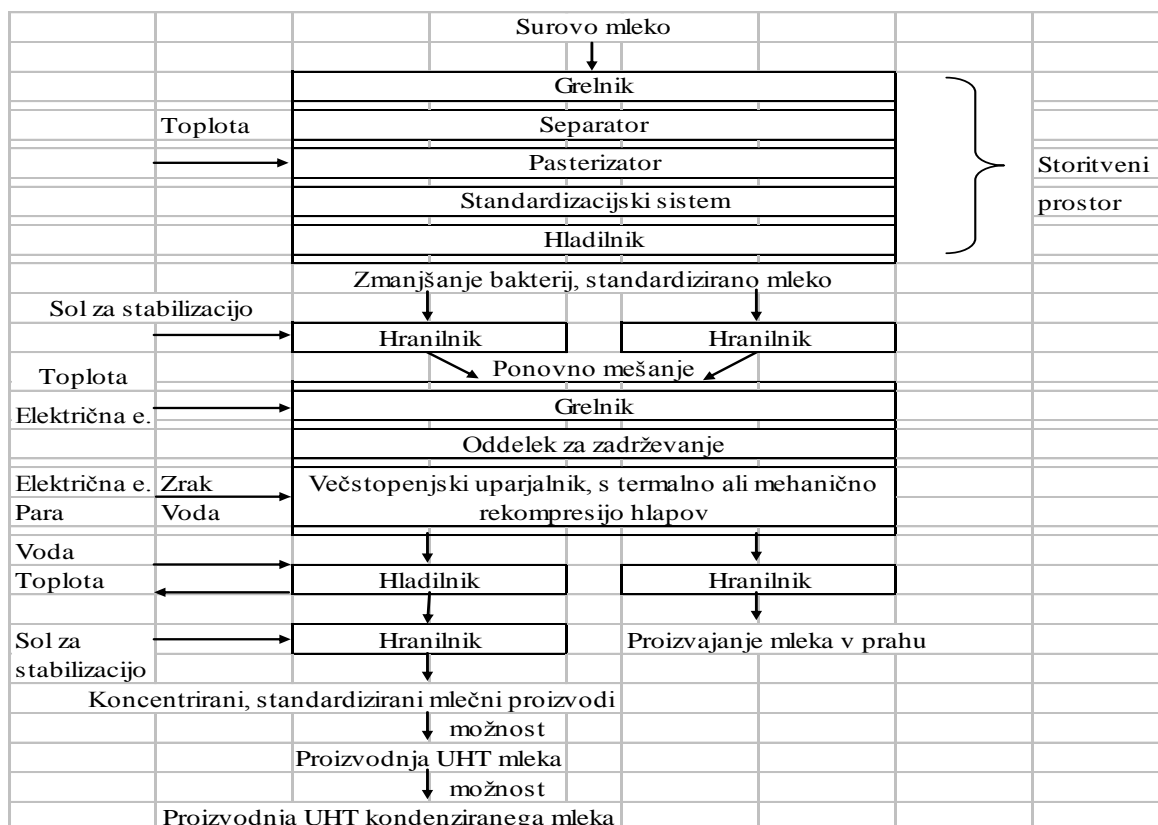 Surovo mleko
Grelnik
Toplota
Separator
Pasterizator
Storitveni
Standardizacijski sistem
prostor
Hladilnik
Zmanjšanje bakterij, standardizirano mleko
Sol za stabilizacijo
Hranilnik
Hranilnik
Ponovno mešanje
Toplota
Električna e.
Grelnik
Oddelek za zadrževanje
Električna e.
Zrak
Večstopenjski uparjalnik, s termalno ali mehanično
Para
Voda
rekompresijo hlapov
Voda
Toplota
Hladilnik
Hranilnik
Sol za
Hranilnik
Proizvajanje mleka v prahu
stabilizacijo
Koncentrirani, standardizirani mlečni proizvodi
možnost
Proizvodnja UHT mleka
možnost
Proizvodnja UHT kondenziranega mleka